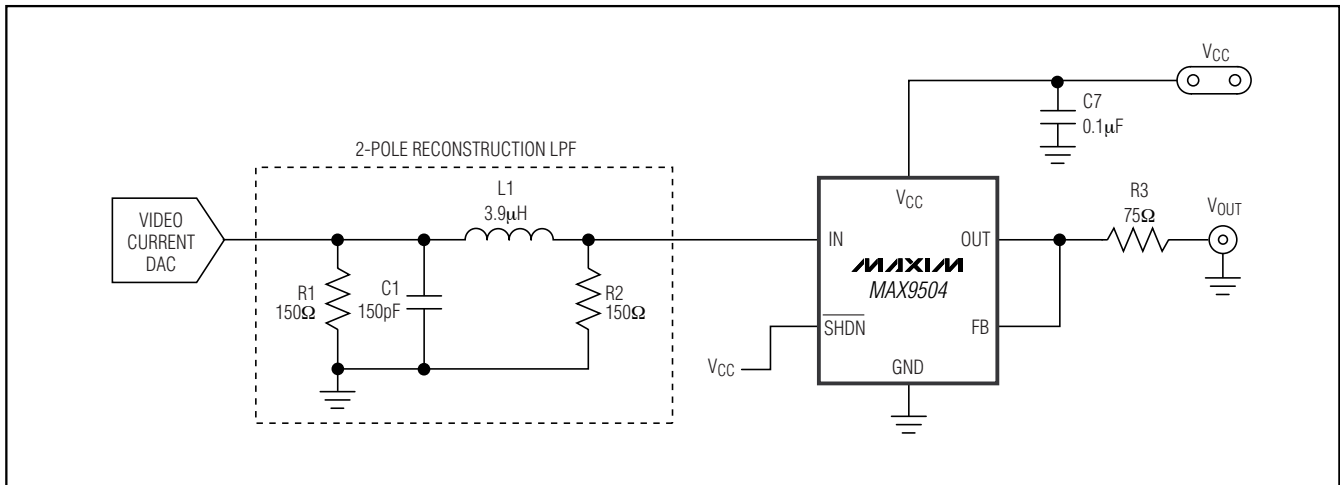 2-POLE RECONSTRUCTION LPF
VIDEO
CURRENT
DAC
R1
150Ω
C1
150pF
L1
3.9μH
R2
150Ω
VCC
C7
0.1μF
VCC
IN
OUT
MAXIM
MAX9504
SHDN
FB
GND
VCC
R3
75Ω
VOUT